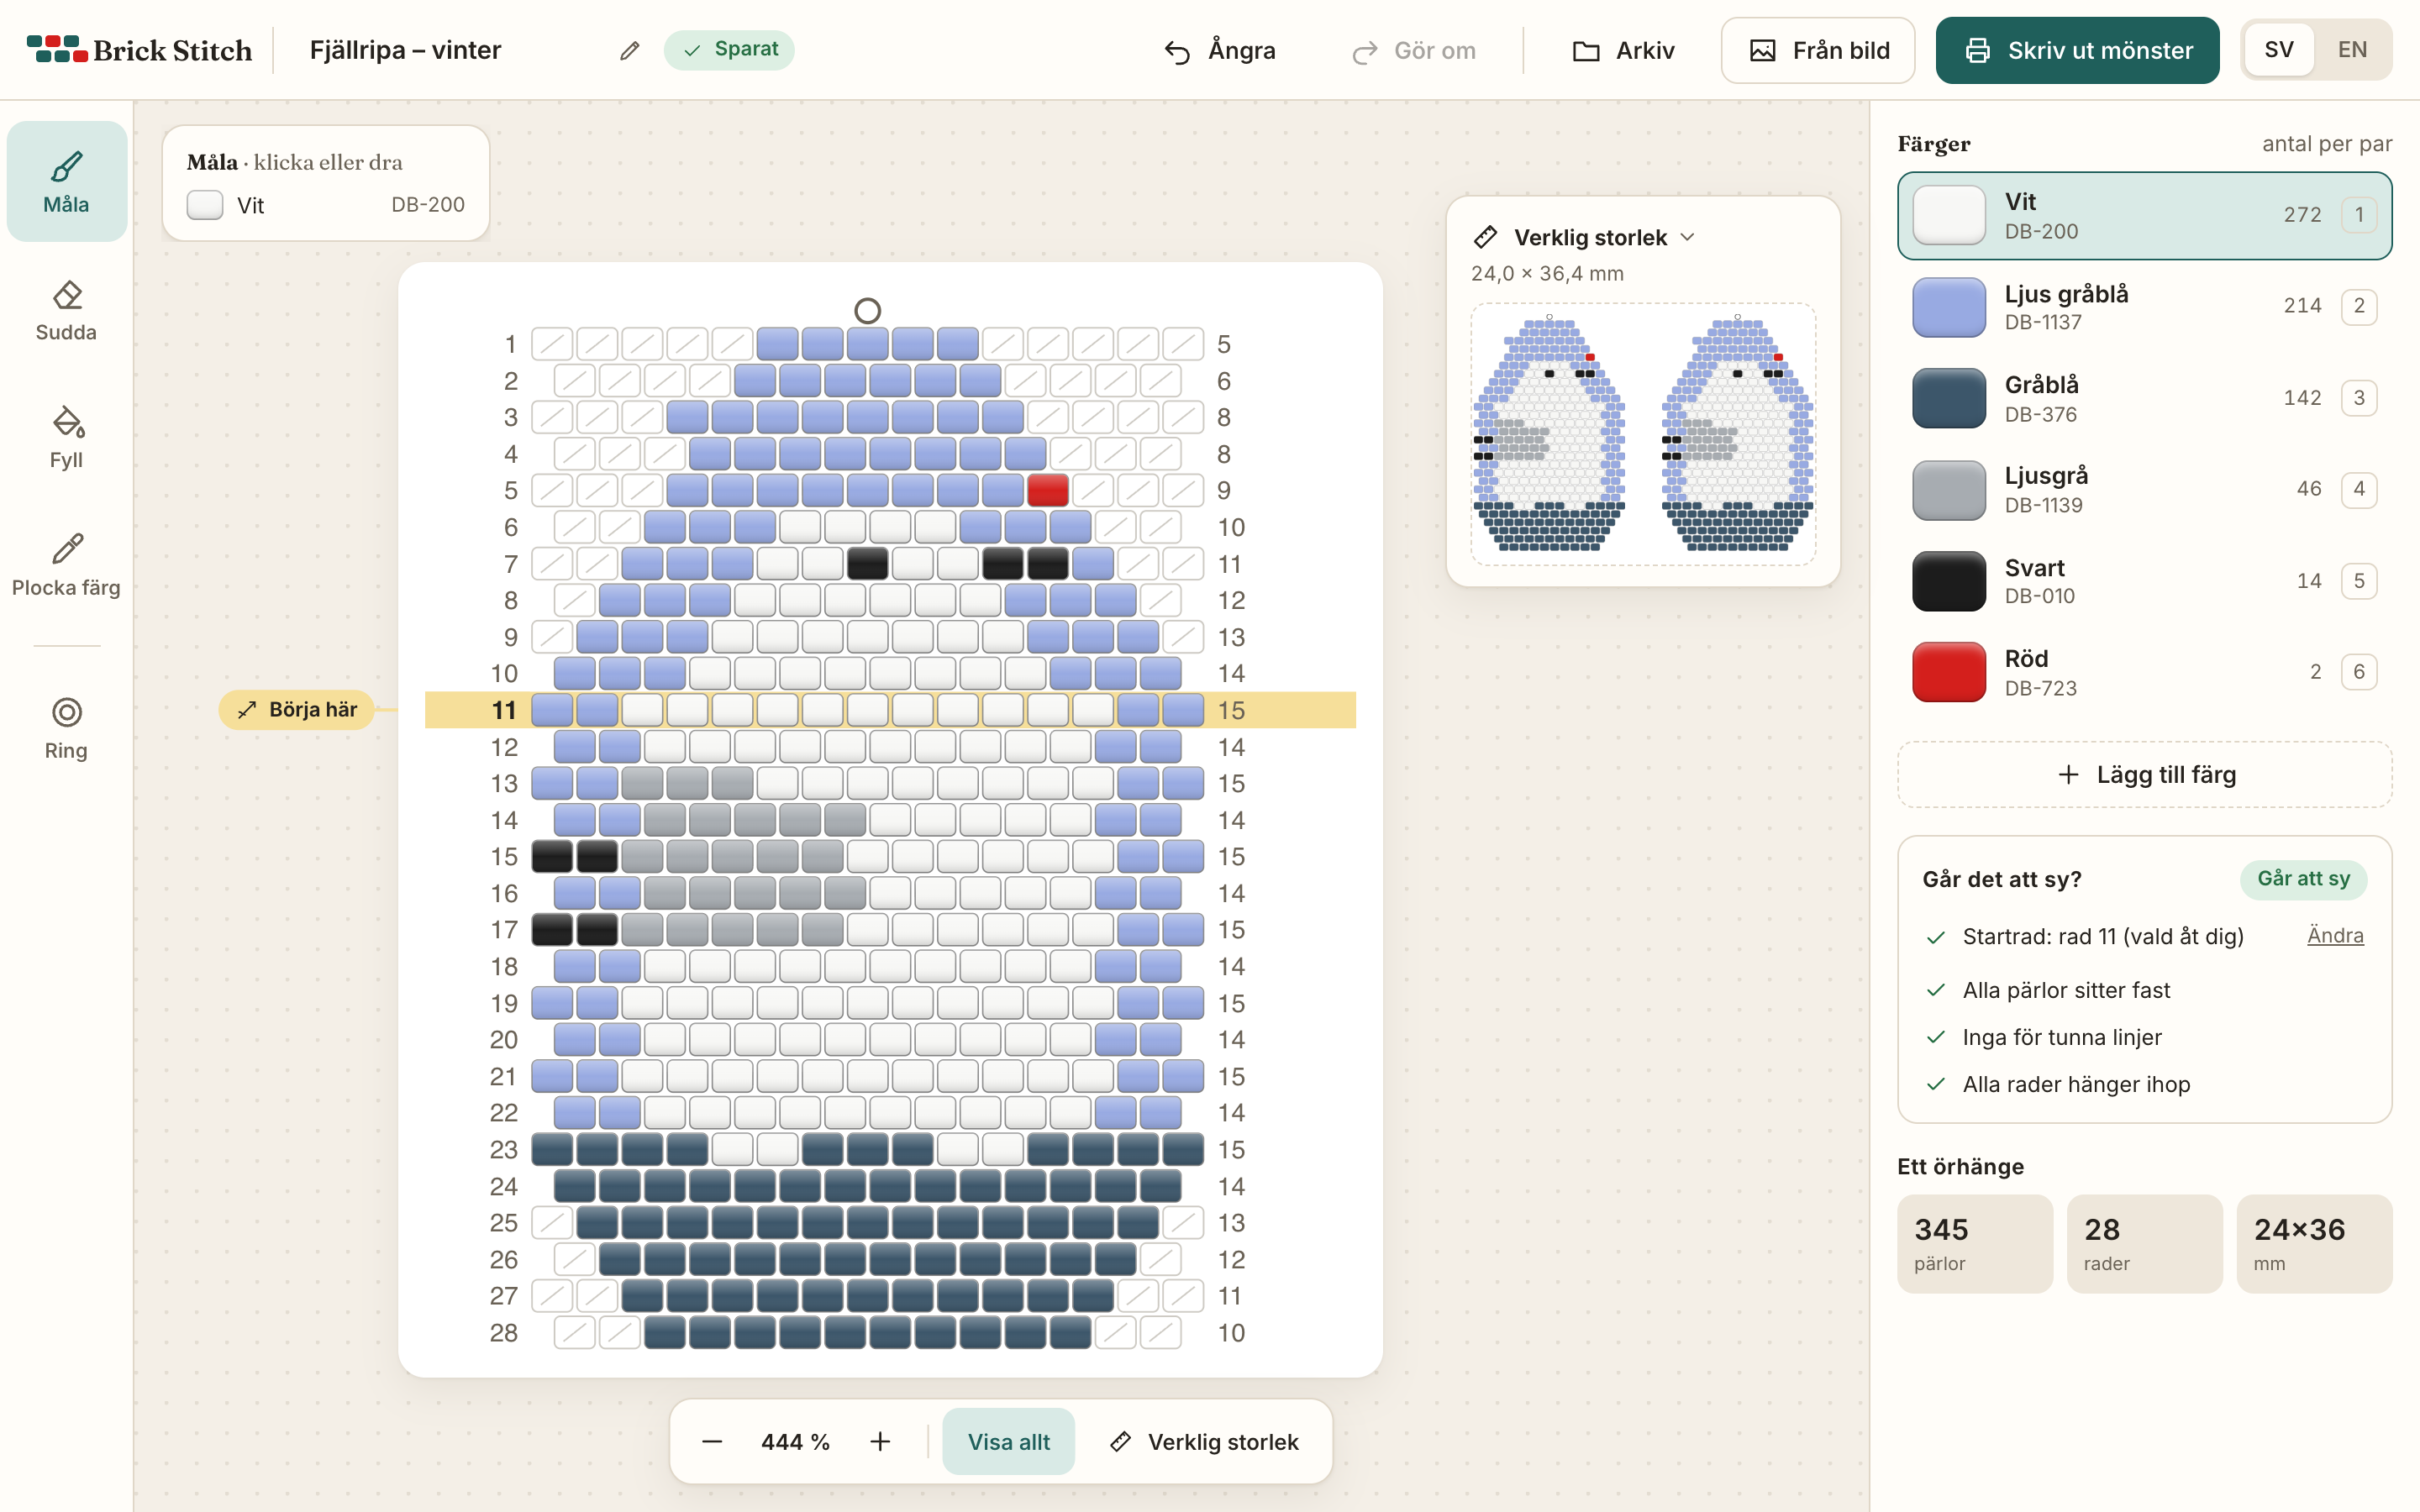 Brick Stitch
Fjällripa – vinter
Sparat
Ångra
Gör om
Arkiv
Från bild
Skriv ut mönster
SV
EN
Måla
Sudda
Fyll
Plocka färg
Ring
Måla · klicka eller dra
Vit DB-200
Börja här
1 5
2 6
3 8
4 8
5 9
6 10
7 11
8 12
9 13
10 14
11 15
12 14
13 15
14 14
15 15
16 14
17 15
18 14
19 15
20 14
21 15
22 14
23 15
24 14
25 13
26 12
27 11
28 10
444 %
Visa allt
Verklig storlek
Verklig storlek
24,0 × 36,4 mm
Färger antal per par
Vit
DB-200
272 1
Ljus gråblå
DB-1137
214 2
Gråblå
DB-376
142 3
Ljusgrå
DB-1139
46 4
Svart
DB-010
14 5
Röd
DB-723
2 6
Lägg till färg
Går det att sy? Går att sy
Startrad: rad 11 (vald åt dig) Ändra
Alla pärlor sitter fast
Inga för tunna linjer
Alla rader hänger ihop
Ett örhänge
345
pärlor
28
rader
24×36
mm